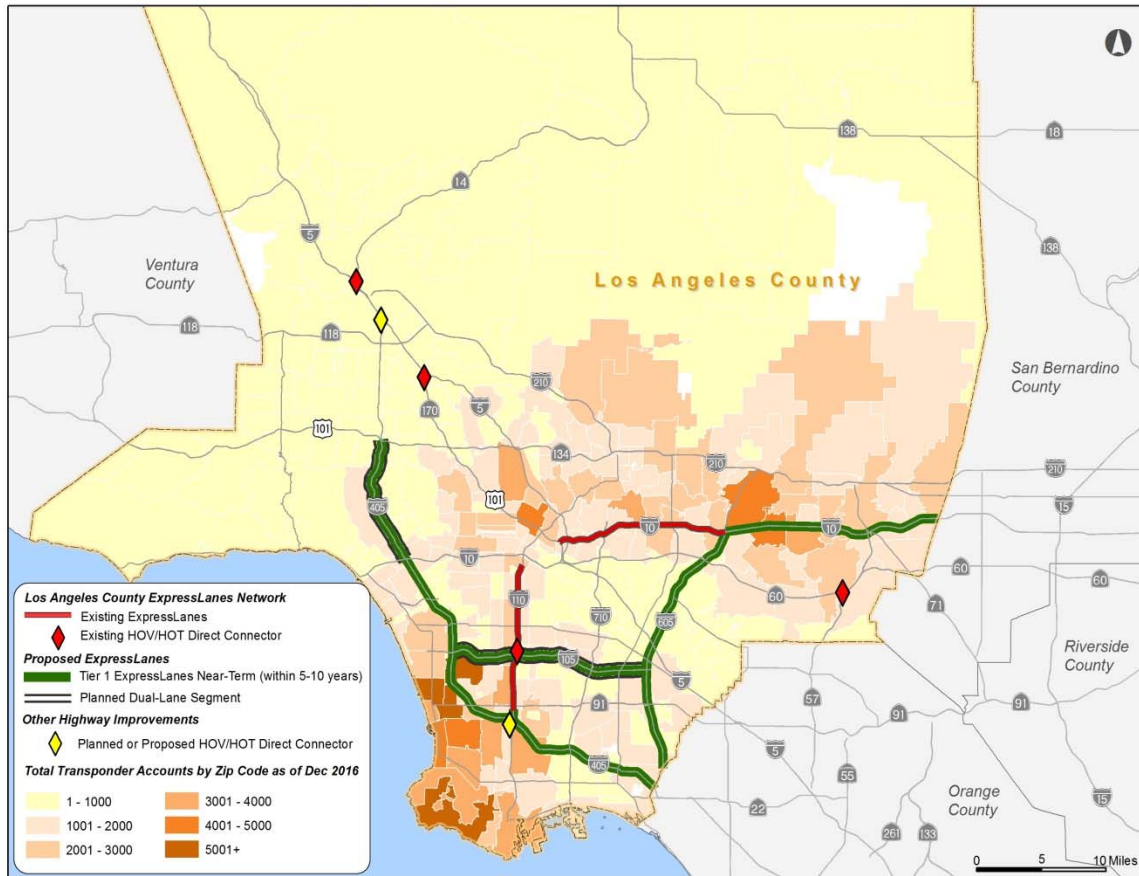 138
18
14
5
138
Ventura
County
Los Angeles County
118
118
San Bernardino
County
210
170
5
101
134
210
210
15
101
405
10
10
10
110
60
60
60
710
605
71
Riverside
County
105
5
57
91
91
91
91
5
405
55
15
22
Orange
County
261
133
Los Angeles County ExpressLanes Network
Existing ExpressLanes
Existing HOV/HOT Direct Connector
Proposed ExpressLanes
Tier 1 ExpressLanes Near-Term (within 5-10 years)
Planned Dual-Lane Segment
Other Highway Improvements
Planned or Proposed HOV/HOT Direct Connector
Total Transponder Accounts by Zip Code as of Dec 2016
1 - 1000
3001 - 4000
1001 - 2000
4001 - 5000
2001 - 3000
5001+
0 5 10 Miles